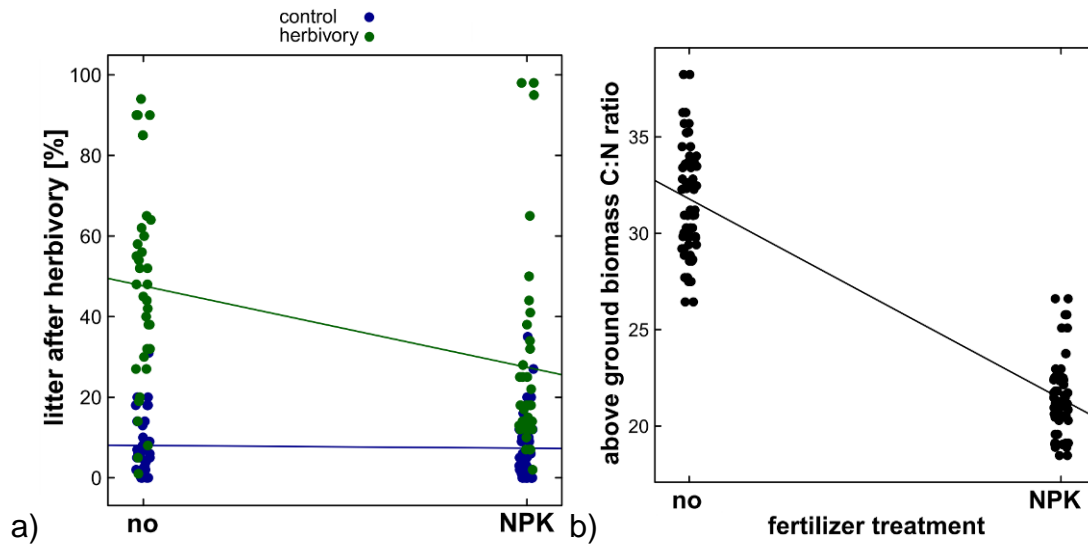 control
herbivory
litter after herbivory [%]
100
80
60
40
20
0
no
NPK
a)
above ground biomass C:N ratio
35
30
25
20
no
NPK
b)
fertilizer treatment